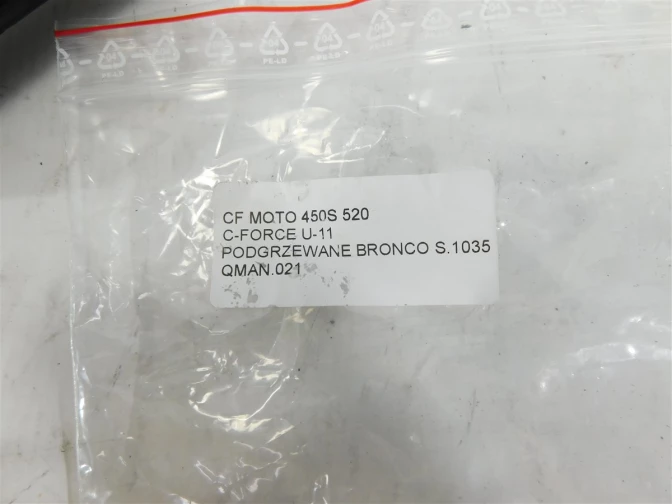 CF MOTO 450S 520
C-FORCE U-11
PODGRZEWANE BRONCO S.1035
QMAN.021